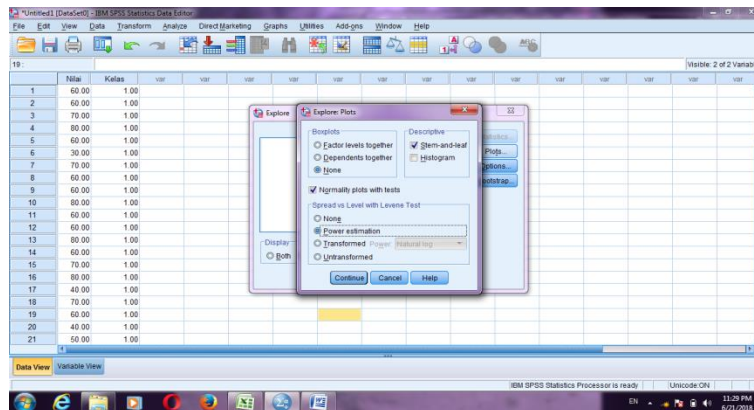 *Untitled1 [DataSet0] - IBM SPSS Statistics Data Editor
File Edit View Data Transform Analyze Direct Marketing Graphs Utilities Add-ons Window Help
19 :
Visible: 2 of 2 Variab
Nilai Kelas var var var var var var var var var var var var var
1 60.00 1.00
2 60.00 1.00
3 70.00 1.00
4 80.00 1.00
5 60.00 1.00
6 30.00 1.00
7 70.00 1.00
8 60.00 1.00
9 60.00 1.00
10 80.00 1.00
11 60.00 1.00
12 60.00 1.00
13 80.00 1.00
14 60.00 1.00
15 70.00 1.00
16 80.00 1.00
17 40.00 1.00
18 70.00 1.00
19 60.00 1.00
20 40.00 1.00
21 50.00 1.00
Explore
Display
Both
Plots...
Explore: Plots
Boxplots
Factor levels together
Dependents together
None
Descriptive
Stem-and-leaf
Histogram
Normality plots with tests
Spread vs Level with Levene Test
None
Power estimation
Transformed Power: Natural log
Untransformed
Continue Cancel Help
Data View Variable View
IBM SPSS Statistics Processor is ready Unicode:ON
EN 11:29 PM
6/21/2018